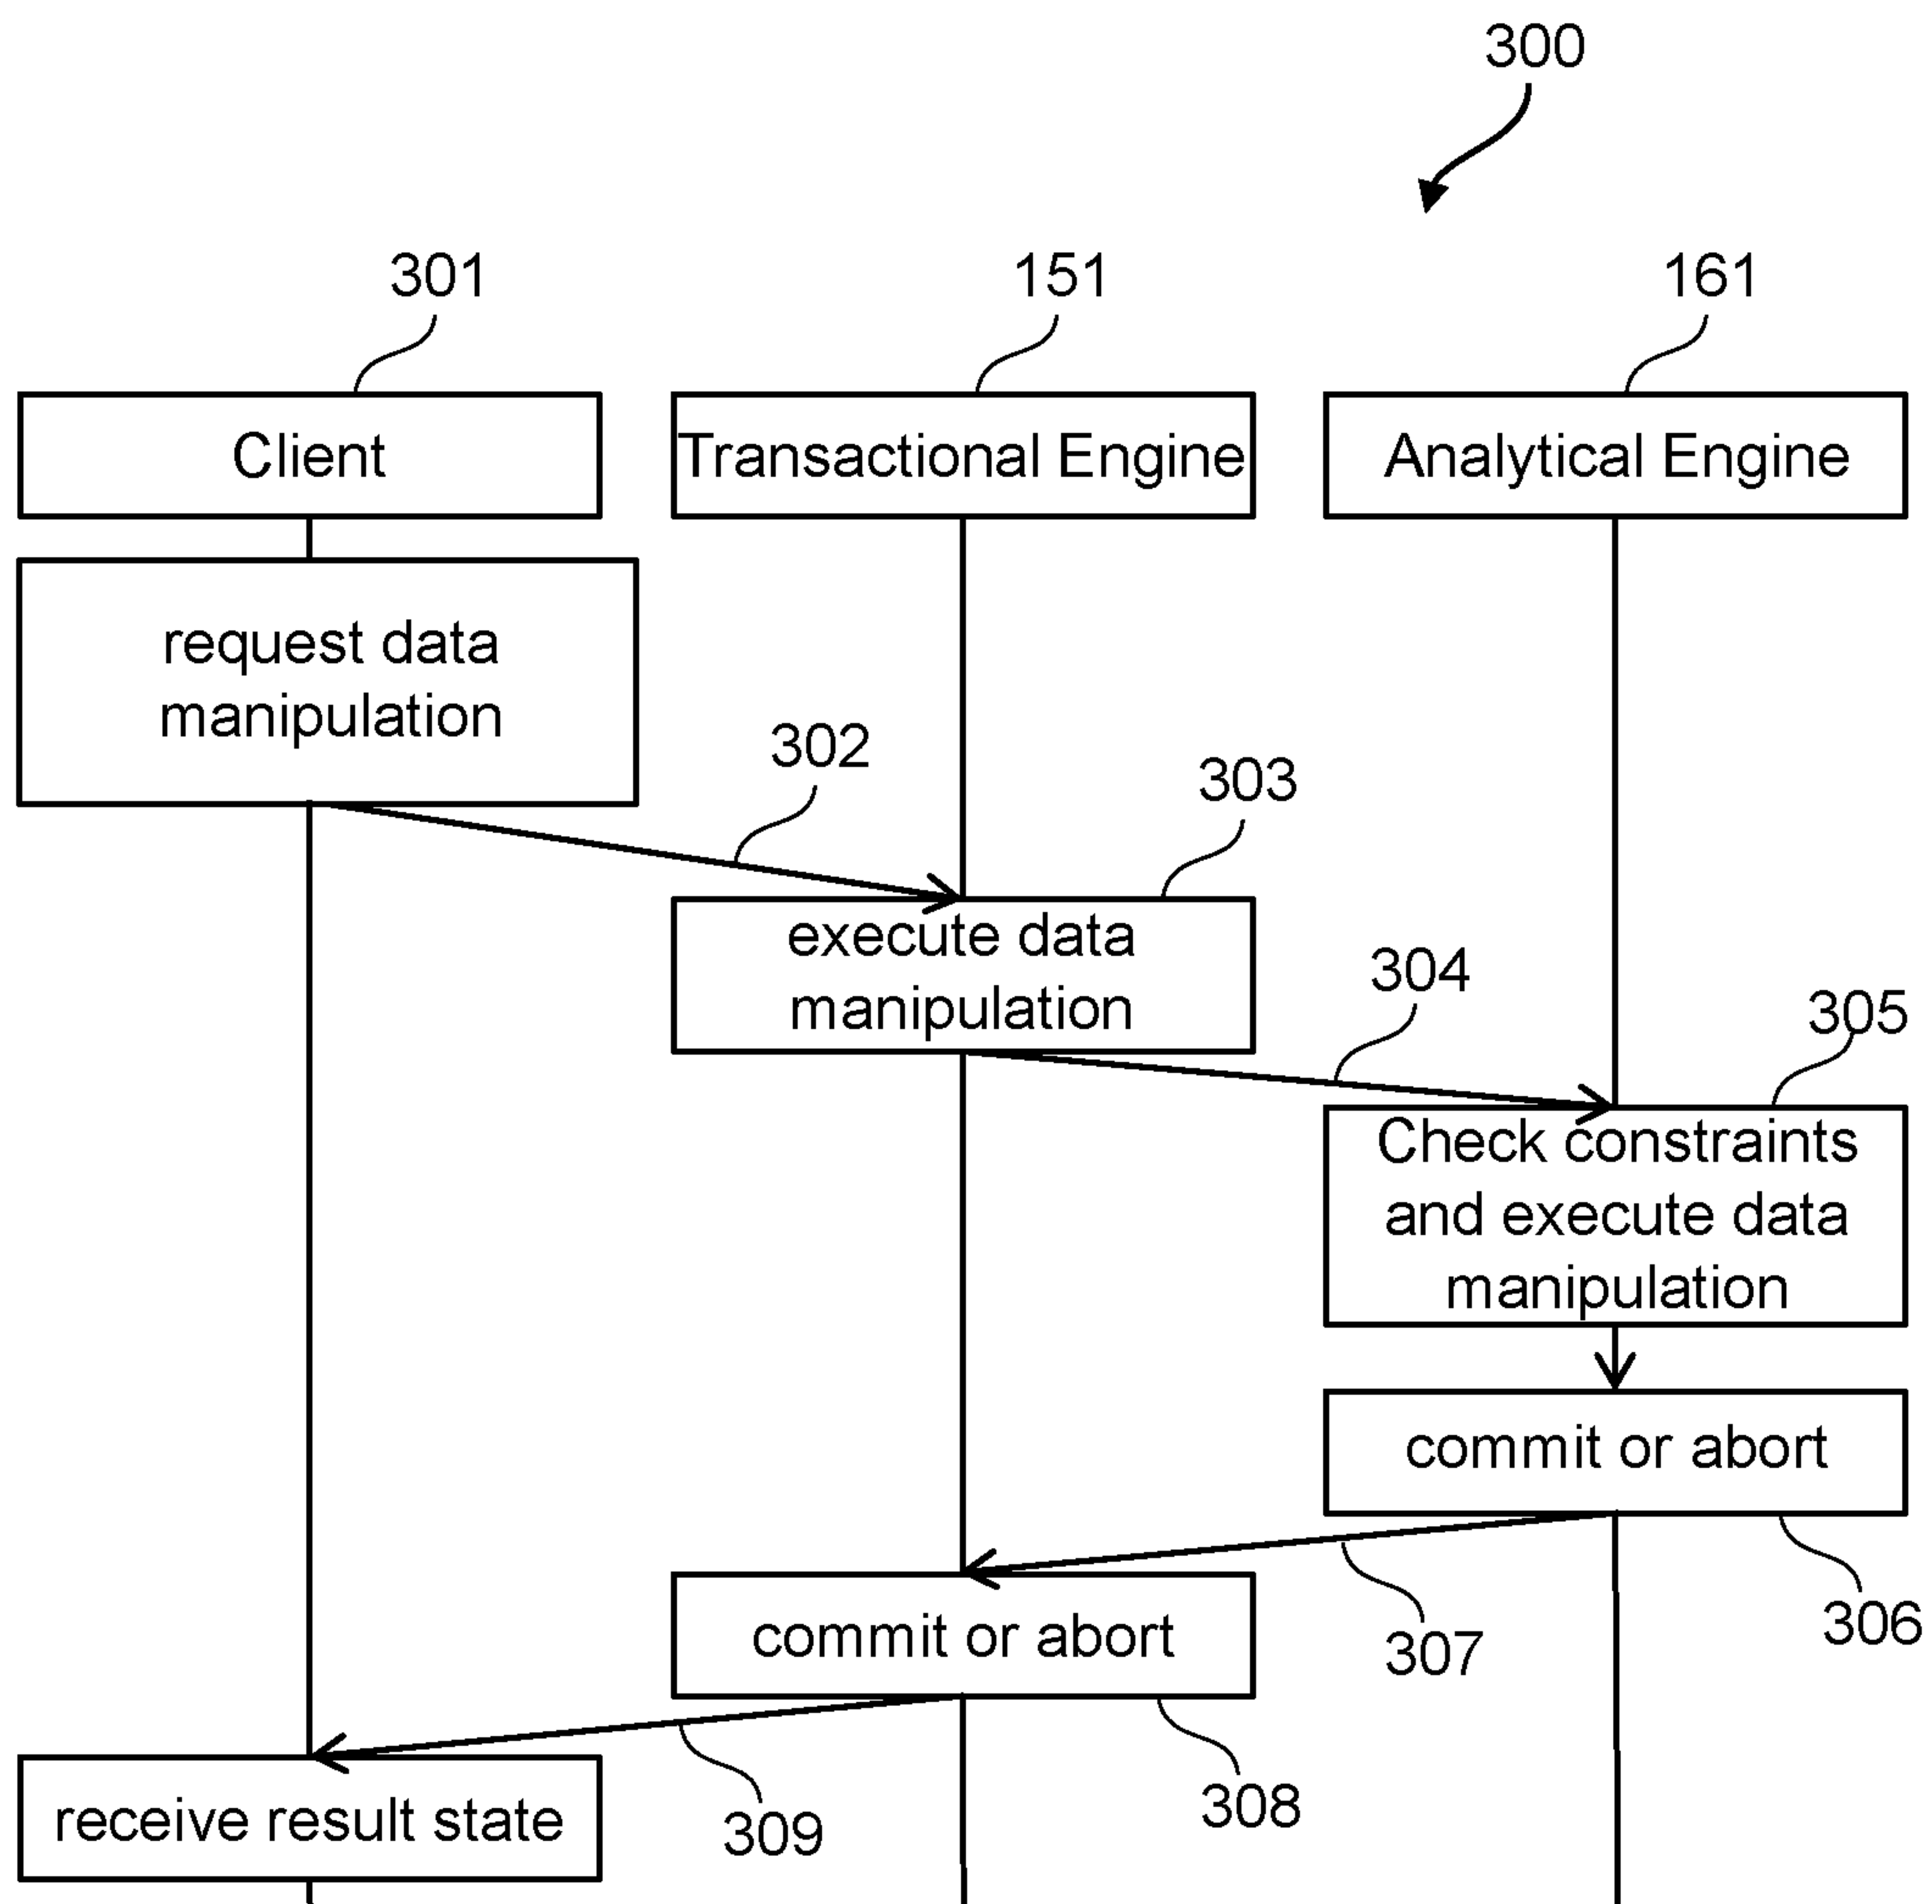 300
301
151
161
Client
Transactional Engine
Analytical Engine
request data
manipulation
302
303
execute data
manipulation
304
305
Check constraints
and execute data
manipulation
commit or abort
306
307
commit or abort
308
309
receive result state